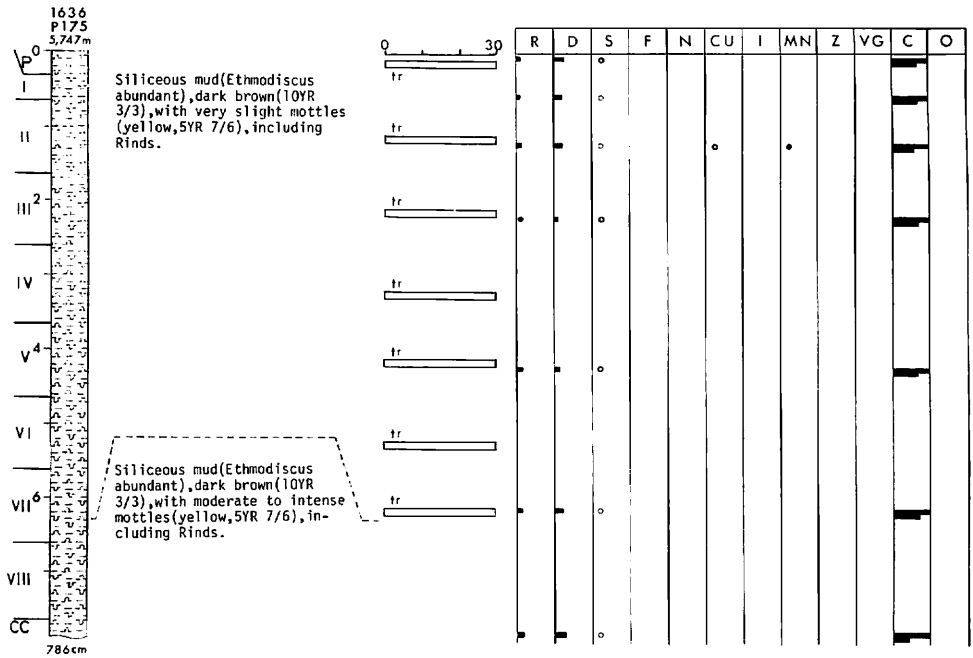 1636
P175
5,747m
0
P
I
II
III 2
IV
V 4
VI
VII 6
VIII
CC
786cm
Siliceous mud(Ethmodiscus
abundant),dark brown(10YR
3/3),with very slight mottles
(yellow,5YR 7/6),including
Rinds.
Siliceous mud(Ethmodiscus
abundant),dark brown(10YR
3/3),with moderate to intense
mottles(yellow,5YR 7/6),in-
cluding Rinds.
0 30
tr
tr
tr
tr
tr
tr
tr
R D S F N CU I MN Z VG C O